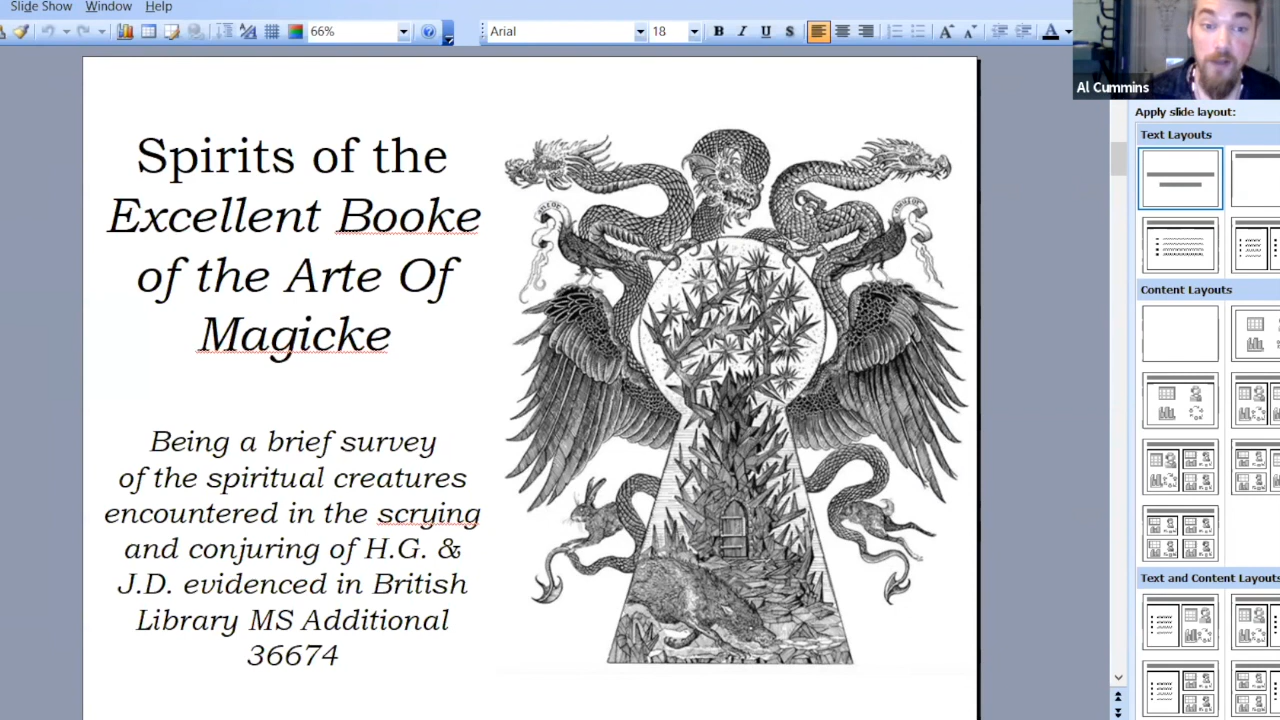 Slide Show Window Help
66%
Arial
18
B I U S
A A
A
Al Cummins
Apply slide layout:
Text Layouts
Content Layouts
Text and Content Layouts
Spirits of the
Excellent Booke
of the Arte Of
Magicke
Being a brief survey
of the spiritual creatures
encountered in the scrying
and conjuring of H.G. &
J.D. evidenced in British
Library MS Additional
36674